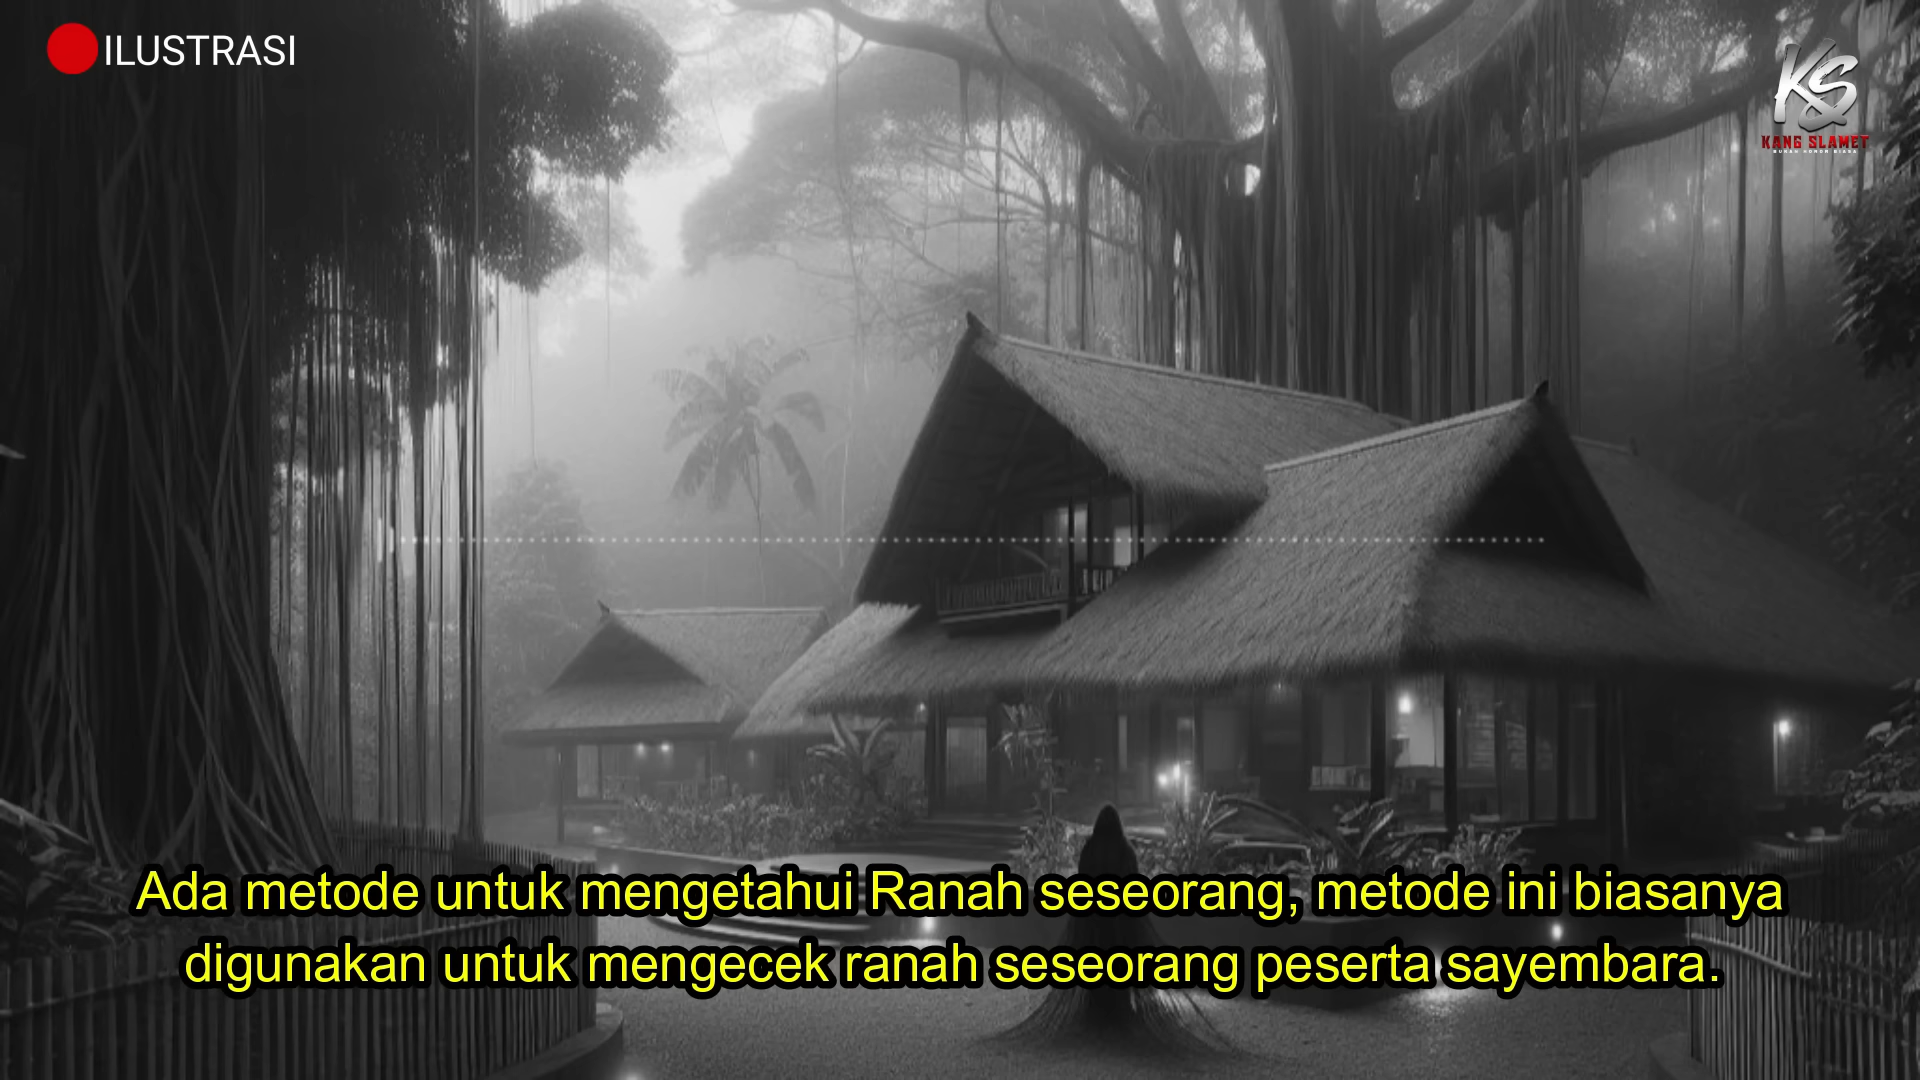 ILUSTRASI
KS
KANG SLAMET
Ada metode untuk mengetahui Ranah seseorang, metode ini biasanya
digunakan untuk mengecek ranah seseorang peserta sayembara.